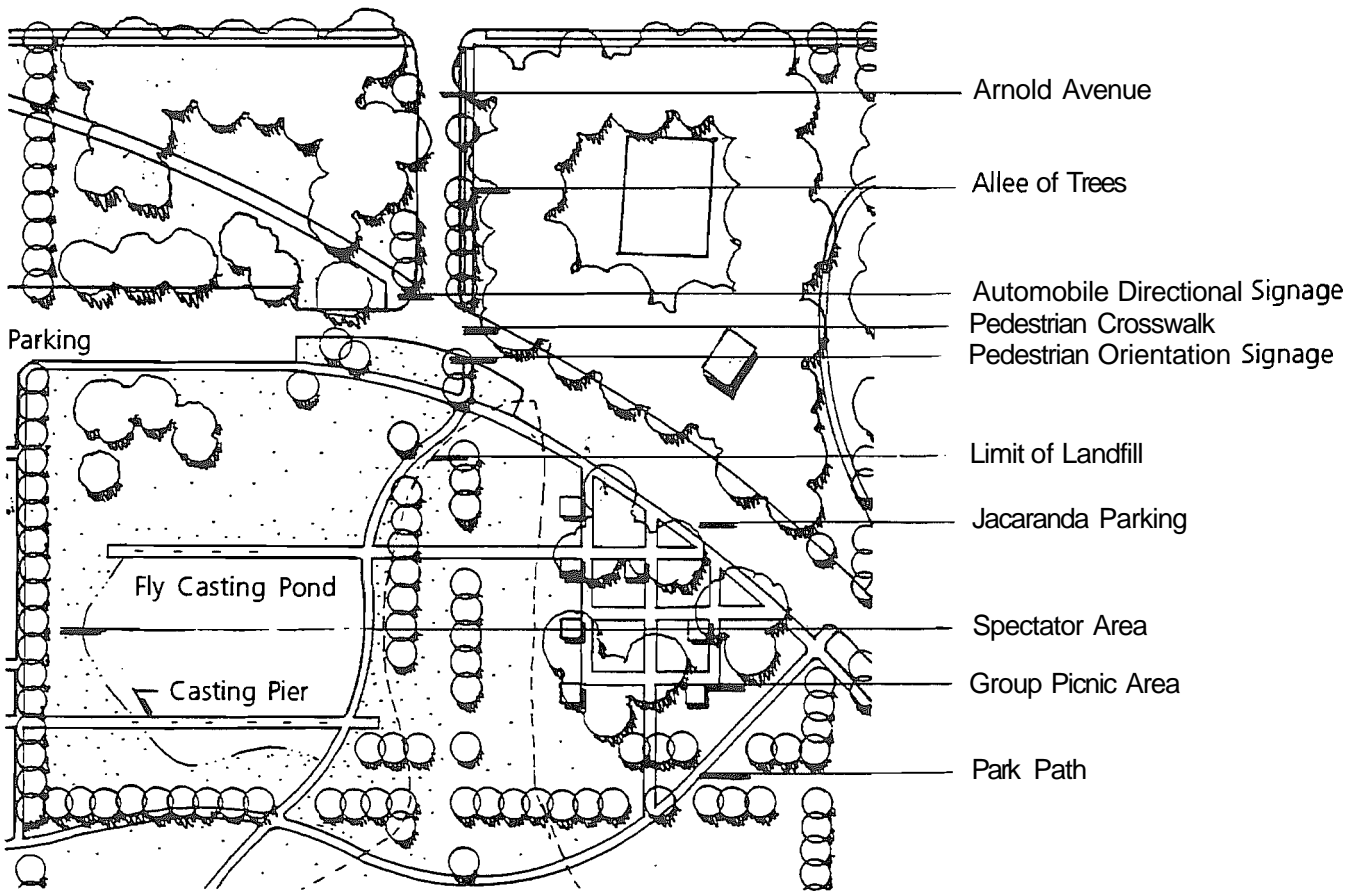 Arnold Avenue
Allee of Trees
Automobile Directional Signage
Pedestrian Crosswalk
Parking
Pedestrian Orientation Signage
Limit of Landfill
Jacaranda Parking
Fly Casting Pond
Spectator Area
Casting Pier
Group Picnic Area
Park Path